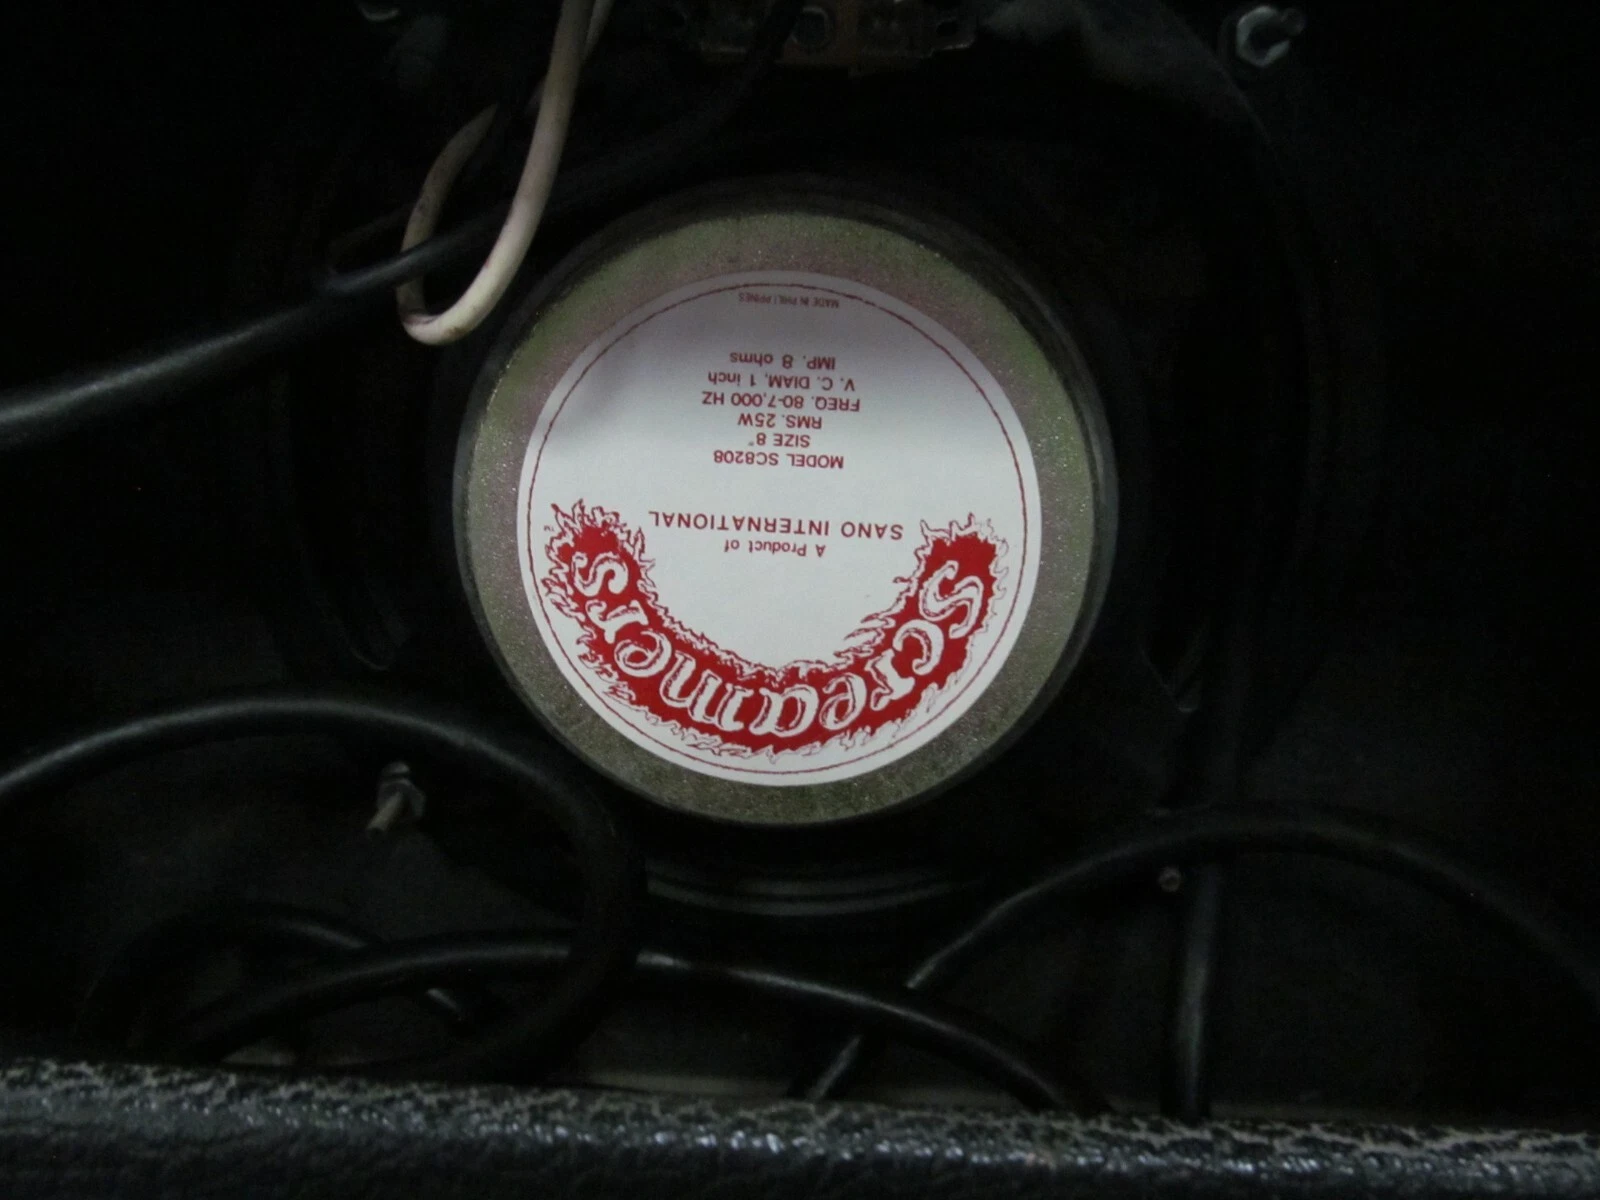 Screamers™
A Product of
SANO INTERNATIONAL
MODEL SC8208
SIZE 8"
RMS. 25W
FREQ. 80-7,000 HZ
V. C. DIAM, 1 inch
IMP. 8 ohms
MADE IN PHILIPPINES